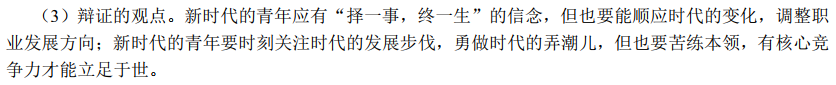 （3）辩证的观点。新时代的青年应有“择一事，终一生”的信念，但也要能顺应时代的变化，调整职
业发展方向；新时代的青年要时刻关注时代的发展步伐，勇做时代的弄潮儿，但也要苦练本领，有核心竞
争力才能立足于世。